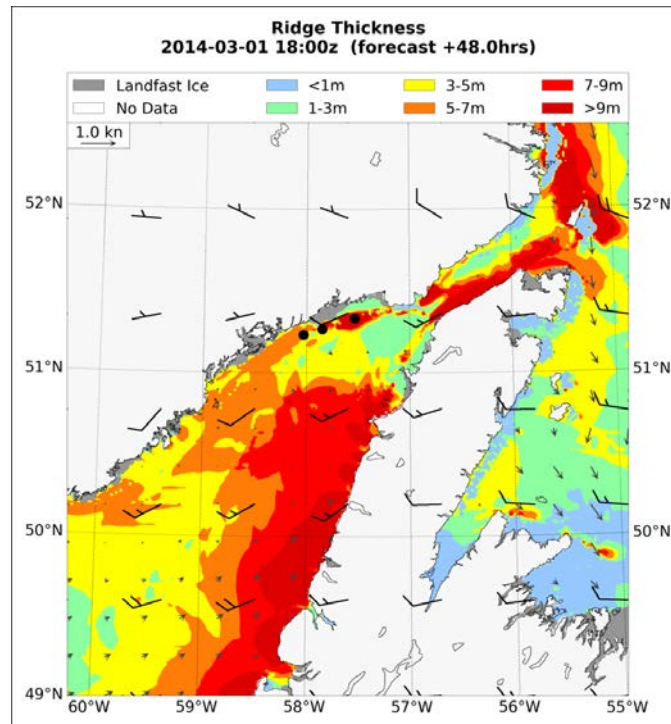 Ridge Thickness
2014-03-01 18:00z (forecast +48.0hrs)
Landfast Ice <1m 3-5m 7-9m
No Data 1-3m 5-7m >9m
1.0 kn
52°N 52°N
51°N 51°N
50°N 50°N
49°N 49°N
60°W 59°W 58°W 57°W 56°W 55°W